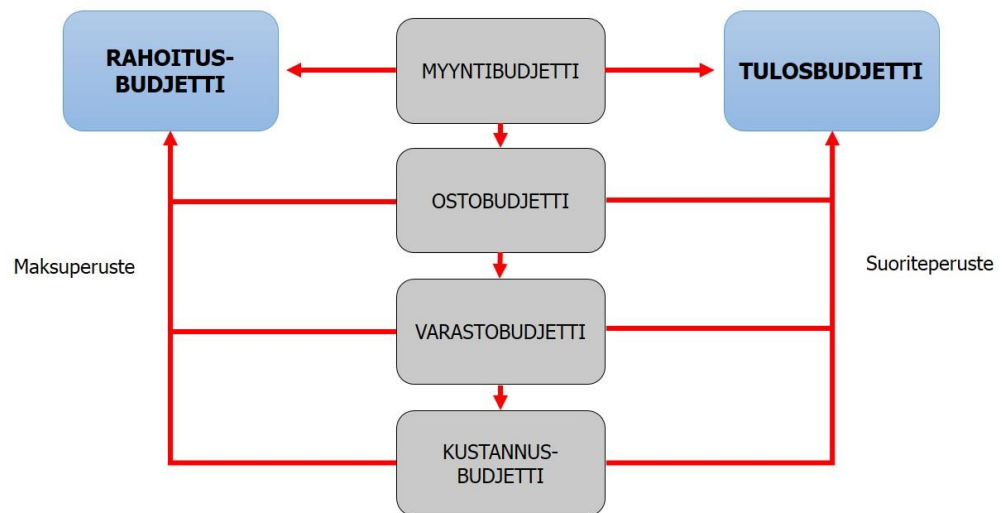 RAHOITUS-
BUDJETTI
MYYNTIBUDJETTI
TULOSBUDJETTI
OSTOBUDJETTI
Maksuperuste
Suoriteperuste
VARASTOBUDJETTI
KUSTANNUS-
BUDJETTI